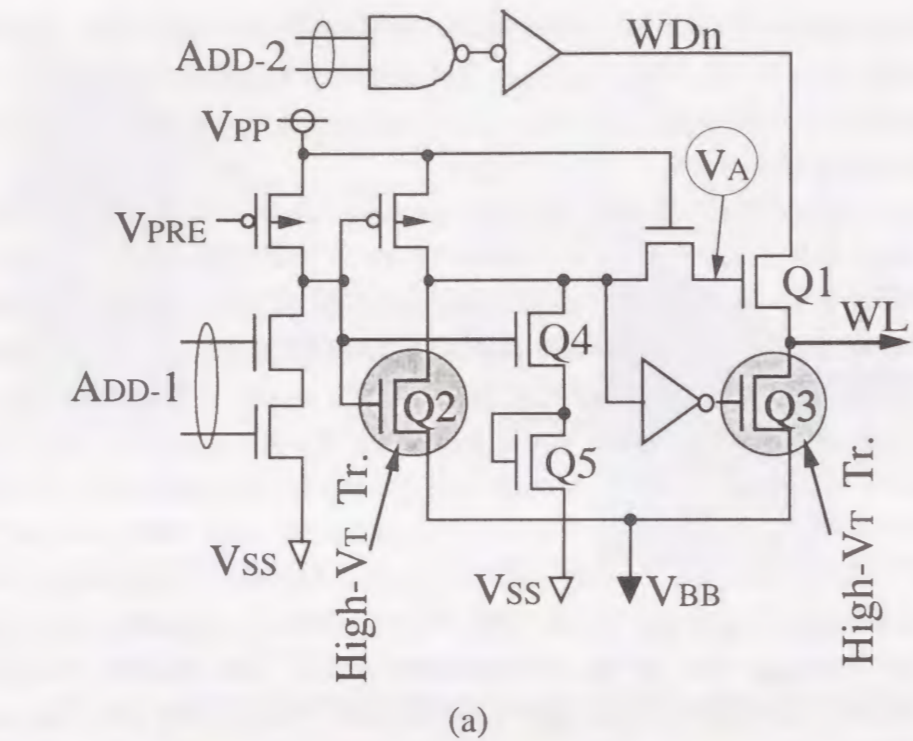 ADD-2
WDn
VPP
VA
VPRE
Q1
WL
Q4
ADD-1
Q2
Q3
Q5
High-VT Tr.
High-VT Tr.
VSS
VSS
VBB
(a)